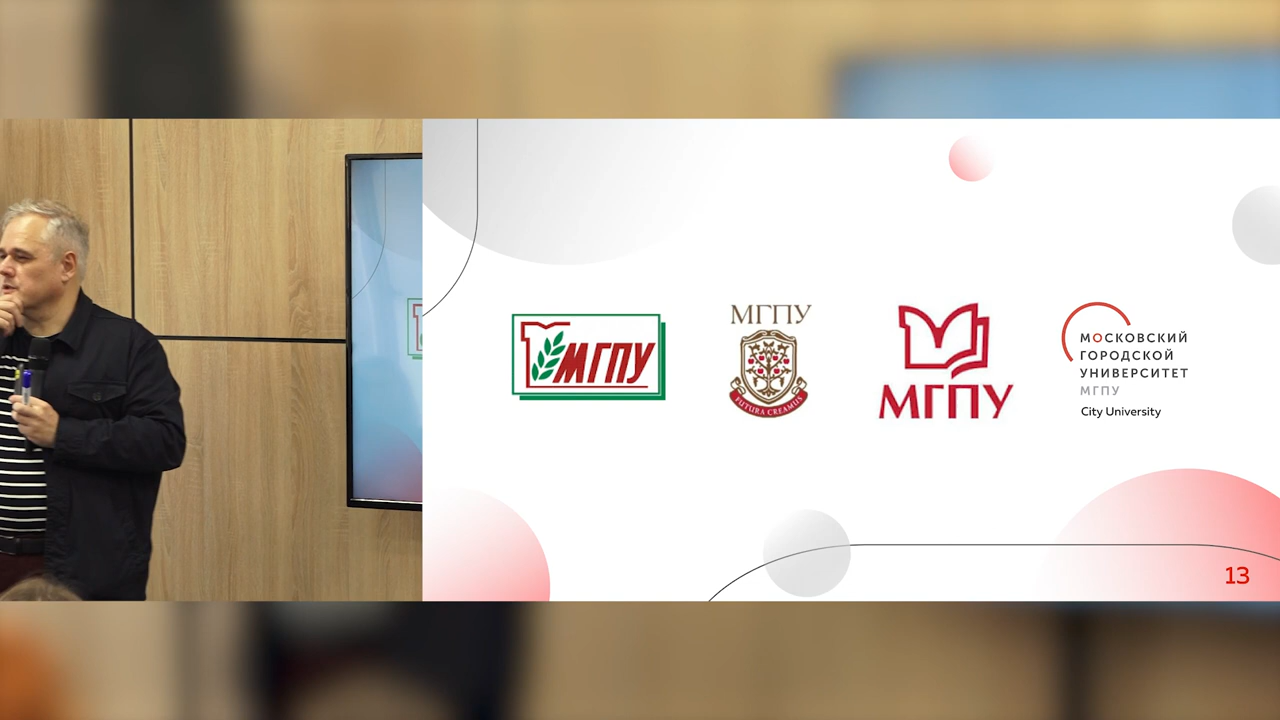 МГПУ
МГПУ
FUTURA CREAMUS
МГПУ
МОСКОВСКИЙ
ГОРОДСКОЙ
УНИВЕРСИТЕТ
МГПУ
City University
13